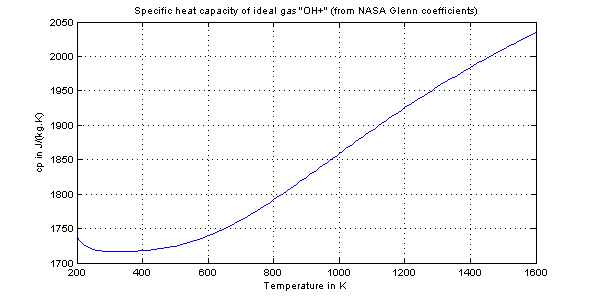 Specific heat capacity of ideal gas "OH+" (from NASA Glenn coefficients)
2050
2000
1950
1900
1850
1800
1750
1700
cp in J/(kg.K)
200 400 600 800 1000 1200 1400 1600
Temperature in K